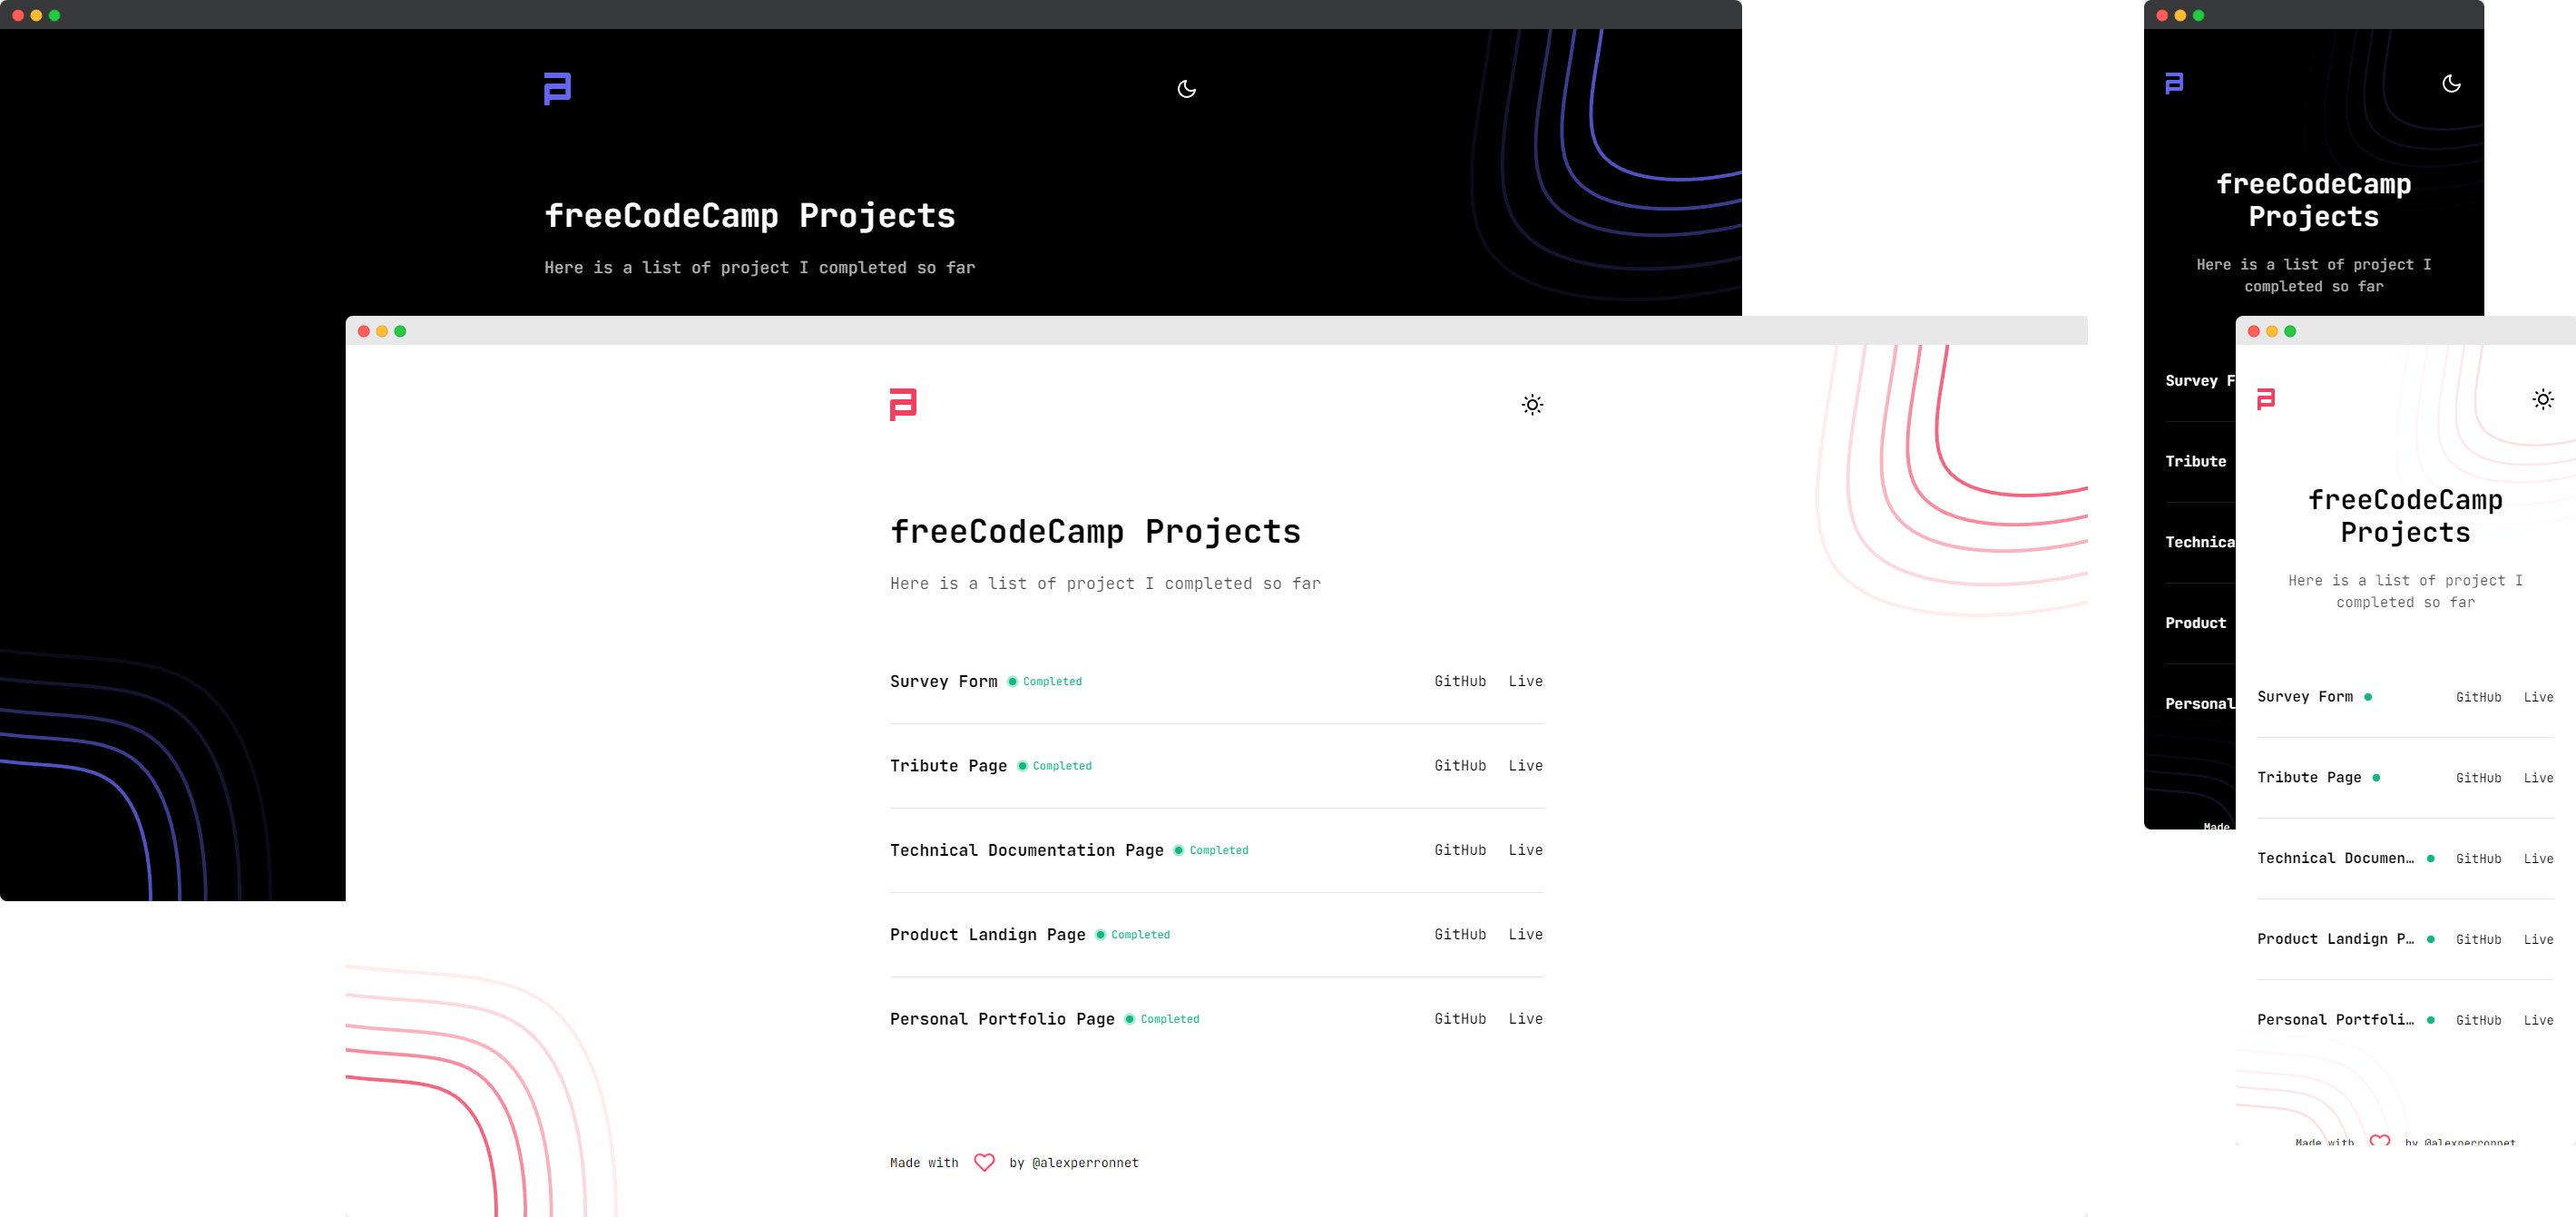 freeCodeCamp Projects
Here is a list of project I completed so far
freeCodeCamp Projects
Here is a list of project I completed so far
Survey Form Completed GitHub Live
Tribute Page Completed GitHub Live
Technical Documentation Page Completed GitHub Live
Product Landign Page Completed GitHub Live
Personal Portfolio Page Completed GitHub Live
Made with by @alexperronnet
freeCodeCamp
Projects
Here is a list of project I
completed so far
Survey F
Tribute
Technica
Product
Personal
Made
freeCodeCamp
Projects
Here is a list of project I
completed so far
Survey Form GitHub Live
Tribute Page GitHub Live
Technical Documen… GitHub Live
Product Landign P… GitHub Live
Personal Portfoli… GitHub Live
Made with by @alexperronnet